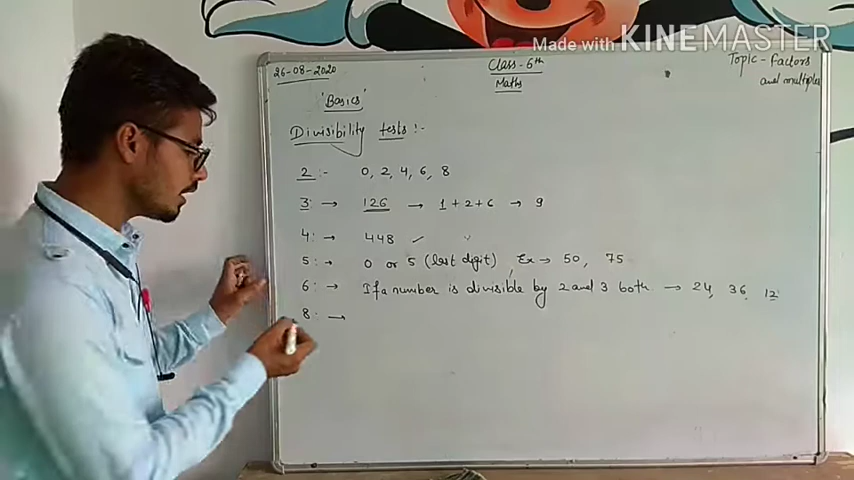 Made with KINEMASTER
26-08-2020 Class-6th Topic- Factors
Maths and multiples
'Basics'
Divisibility tests :-
2 :- 0, 2, 4, 6, 8
3 : → 126 → 1 + 2 + 6 → 9
4 : → 448 ✓
5 : → 0 or 5 (last digit) Ex → 50, 75
6 : → If a number is divisible by 2 and 3 both → 24, 36, 12
8 : →